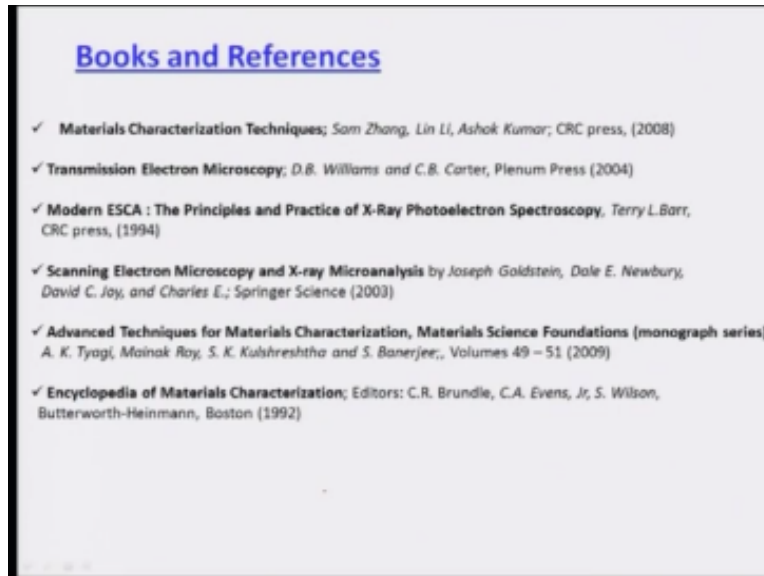 Books and References
✓ Materials Characterization Techniques; Sam Zhang, Lin Li, Ashok Kumar; CRC press, (2008)
✓ Transmission Electron Microscopy; D.B. Williams and C.B. Carter, Plenum Press (2004)
✓ Modern ESCA : The Principles and Practice of X-Ray Photoelectron Spectroscopy, Terry L.Barr,
CRC press, (1994)
✓ Scanning Electron Microscopy and X-ray Microanalysis by Joseph Goldstein, Dale E. Newbury,
David C. Joy, and Charles E.; Springer Science (2003)
✓ Advanced Techniques for Materials Characterization, Materials Science Foundations (monograph series)
A. K. Tyagi, Mainak Roy, S. K. Kulshreshtha and S. Banerjee;, Volumes 49 – 51 (2009)
✓ Encyclopedia of Materials Characterization; Editors: C.R. Brundle, C.A. Evens, Jr, S. Wilson,
Butterworth-Heinmann, Boston (1992)